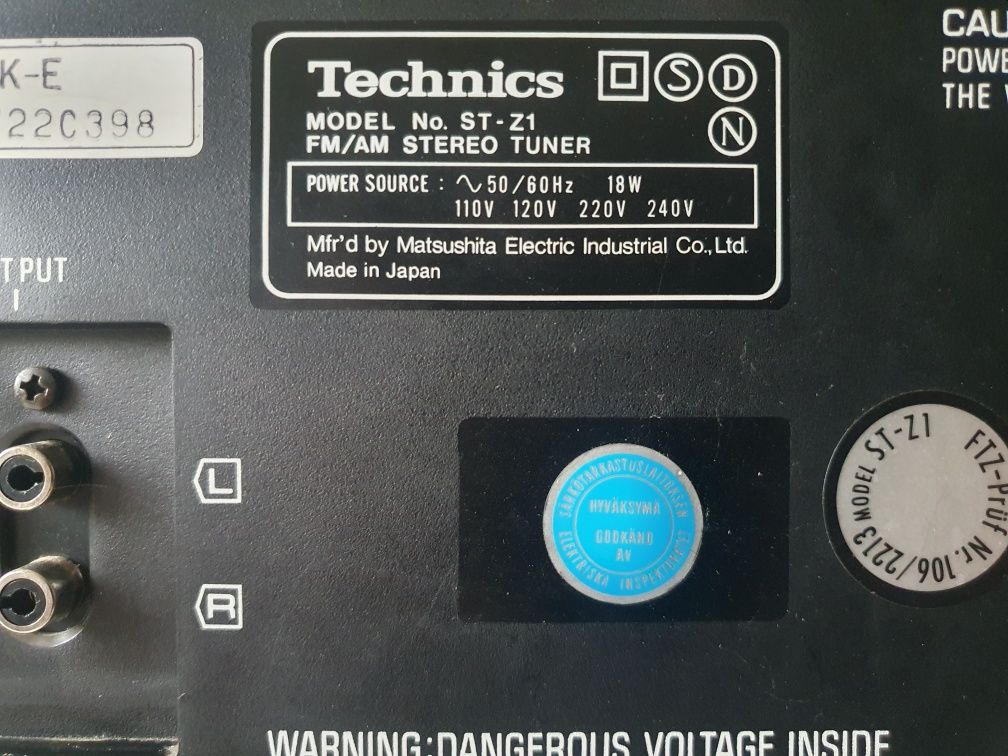 K-E
22C398
Technics
S D
N
MODEL No. ST-Z1
FM/AM STEREO TUNER
POWER SOURCE : ∿50/60Hz 18W
110V 120V 220V 240V
Mfr'd by Matsushita Electric Industrial Co., Ltd.
Made in Japan
CAU
POWE
THE
TPUT
L
R
SÄHKÖTARKASTUSLAITOKSEN
HYVÄKSYMÄ
GODKÄND
AV
ELEKTRISKA INSPEKTORATET
MODEL ST-Z1
FTZ-Prüf Nr. 106/2213
WARNING:DANGEROUS VOLTAGE INSIDE